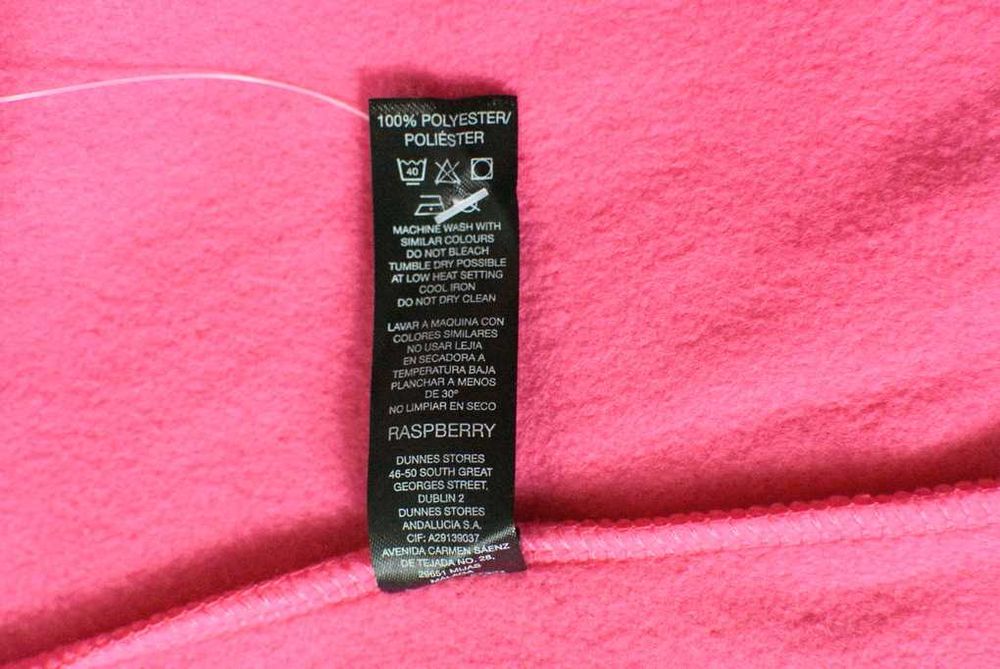 100% POLYESTER/
POLIÉSTER
40
MACHINE WASH WITH
SIMILAR COLOURS
DO NOT BLEACH
TUMBLE DRY POSSIBLE
AT LOW HEAT SETTING
COOL IRON
DO NOT DRY CLEAN
LAVAR A MAQUINA CON
COLORES SIMILARES
NO USAR LEJIA
EN SECADORA A
TEMPERATURA BAJA
PLANCHAR A MENOS
DE 30º
NO LIMPIAR EN SECO
RASPBERRY
DUNNES STORES
46-50 SOUTH GREAT
GEORGES STREET,
DUBLIN 2
DUNNES STORES
ANDALUCIA S.A.
CIF: A29139037
AVENIDA CARMEN SÁENZ
DE TEJADA NO. 28,
29651 MIJAS